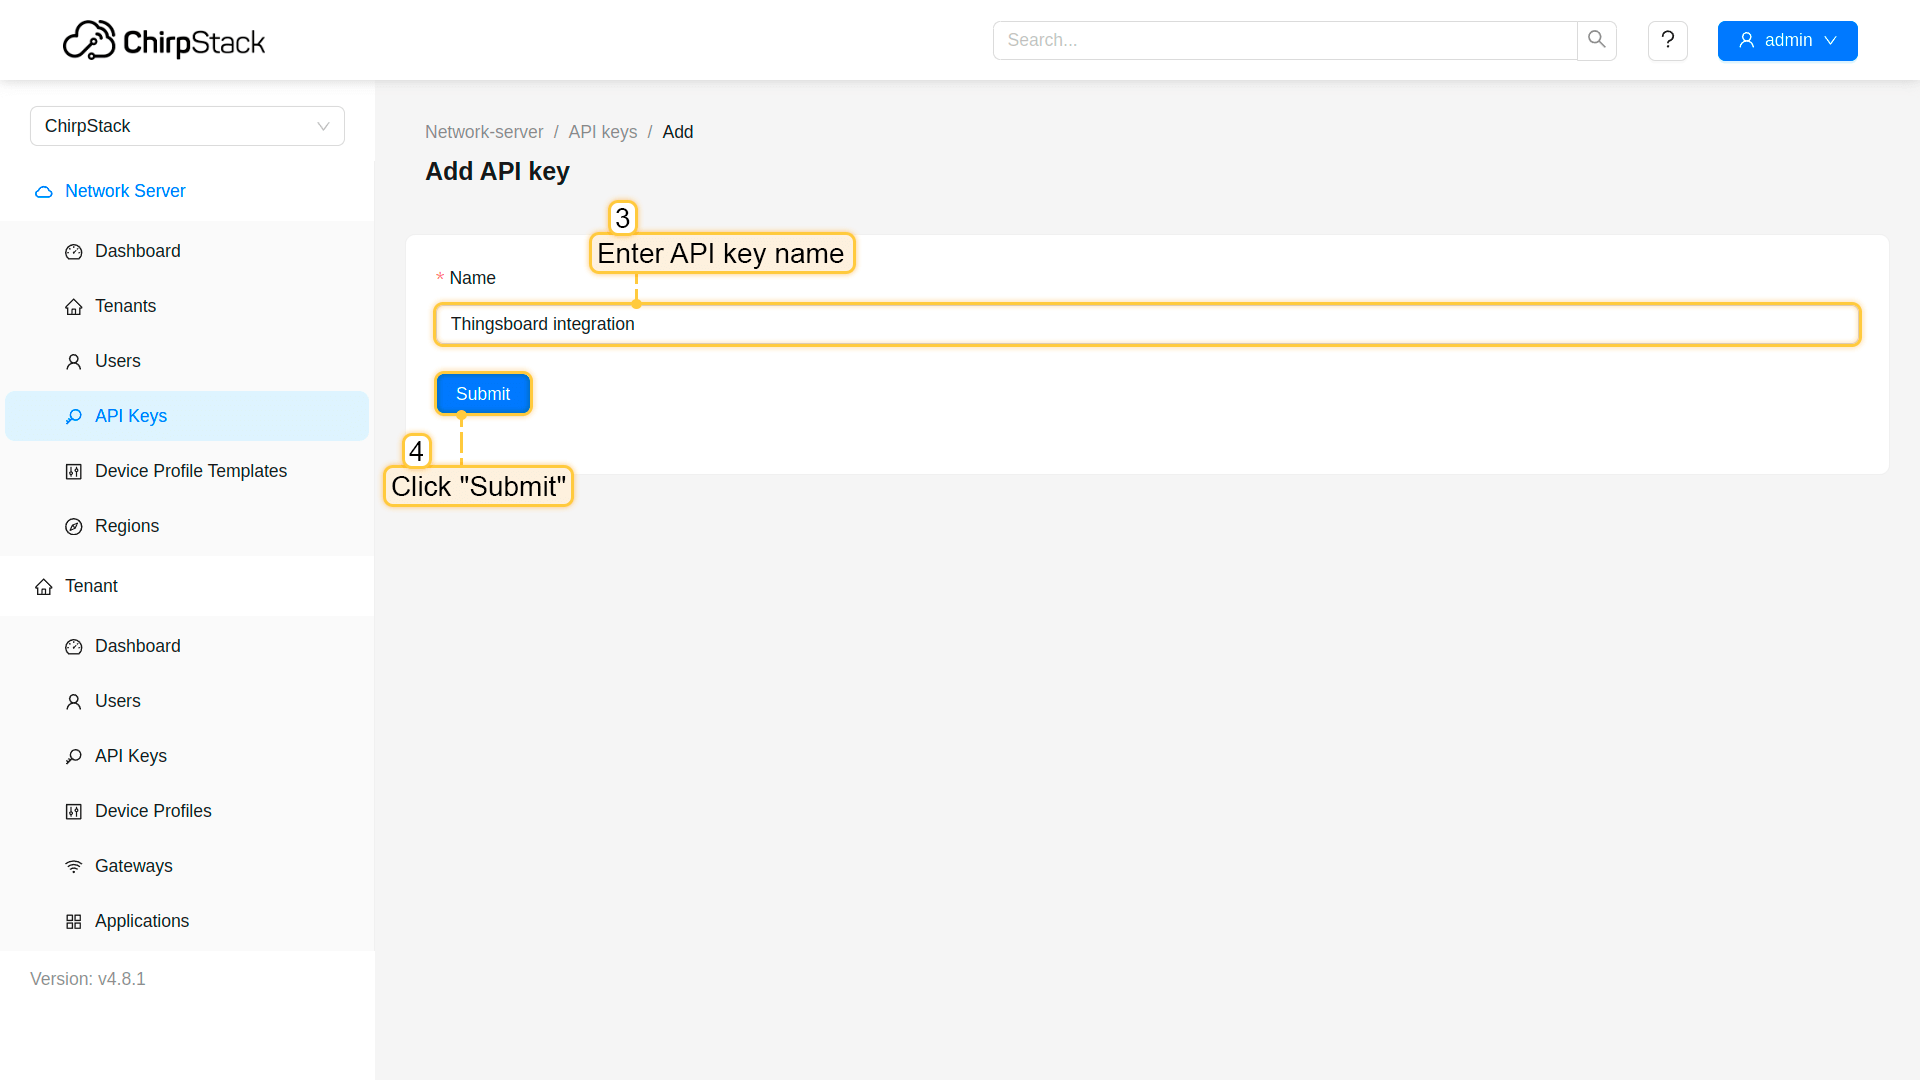 ChirpStack
Search...
?
admin
ChirpStack
Network Server
Dashboard
Tenants
Users
API Keys
Device Profile Templates
Regions
Tenant
Dashboard
Users
API Keys
Device Profiles
Gateways
Applications
Version: v4.8.1
Network-server / API keys / Add
Add API key
3
Enter API key name
* Name
Thingsboard integration
Submit
4
Click "Submit"